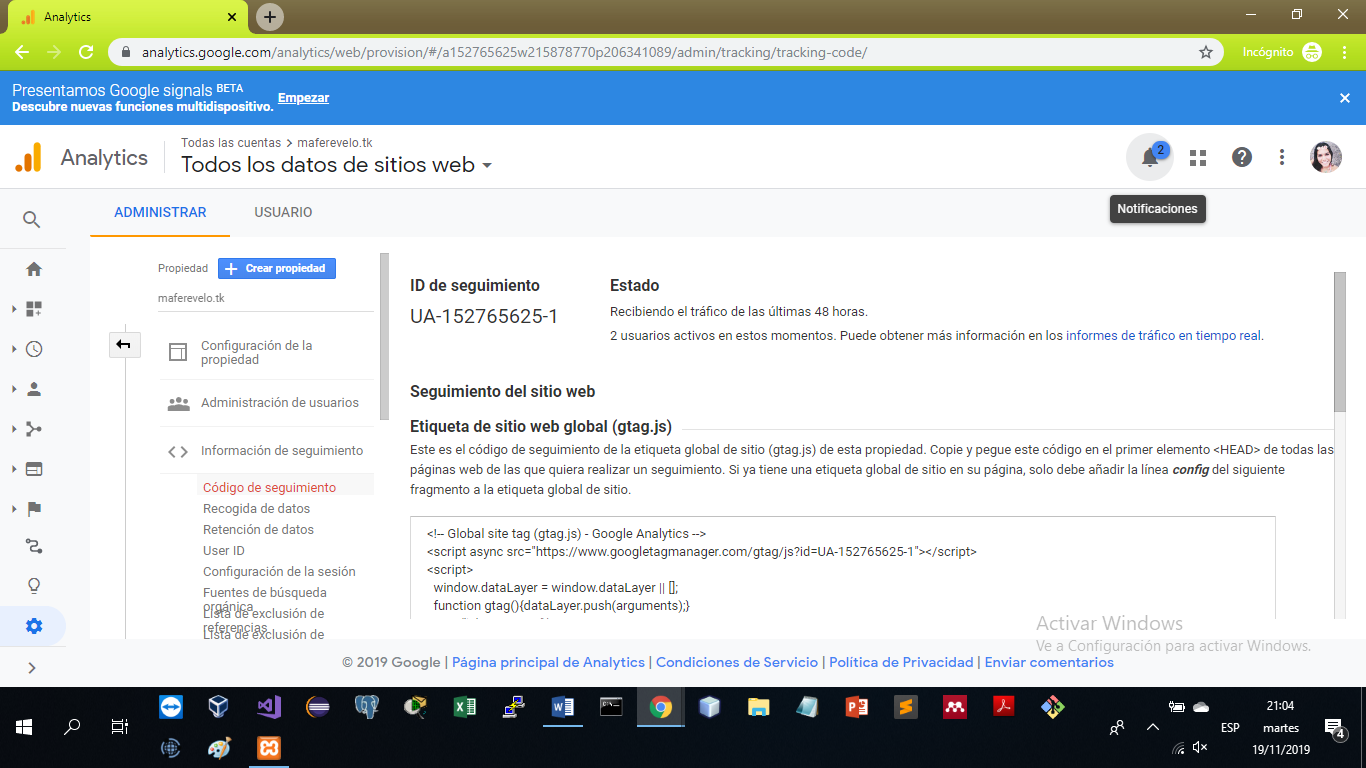 Analytics
analytics.google.com/analytics/web/provision/#/a152765625w215878770p206341089/admin/tracking/tracking-code/
Incógnito
Presentamos Google signals BETA
Descubre nuevas funciones multidispositivo. Empezar
Analytics
Todas las cuentas > maferevelo.tk
Todos los datos de sitios web
2
Notificaciones
ADMINISTRAR
USUARIO
Propiedad
+ Crear propiedad
maferevelo.tk
Configuración de la
propiedad
Administración de usuarios
Información de seguimiento
Código de seguimiento
Recogida de datos
Retención de datos
User ID
Configuración de la sesión
Fuentes de búsqueda
orgánica
Lista de exclusión de
referencias
Lista de exclusión de
ID de seguimiento
UA-152765625-1
Estado
Recibiendo el tráfico de las últimas 48 horas.
2 usuarios activos en estos momentos. Puede obtener más información en los informes de tráfico en tiempo real.
Seguimiento del sitio web
Etiqueta de sitio web global (gtag.js)
Este es el código de seguimiento de la etiqueta global de sitio (gtag.js) de esta propiedad. Copie y pegue este código en el primer elemento <HEAD> de todas las
páginas web de las que quiera realizar un seguimiento. Si ya tiene una etiqueta global de sitio en su página, solo debe añadir la línea config del siguiente
fragmento a la etiqueta global de sitio.
<!-- Global site tag (gtag.js) - Google Analytics -->
<script async src="https://www.googletagmanager.com/gtag/js?id=UA-152765625-1"></script>
<script>
window.dataLayer = window.dataLayer || [];
function gtag(){dataLayer.push(arguments);}
Activar Windows
Ve a Configuración para activar Windows.
© 2019 Google | Página principal de Analytics | Condiciones de Servicio | Política de Privacidad | Enviar comentarios
21:04
ESP
martes
19/11/2019
4